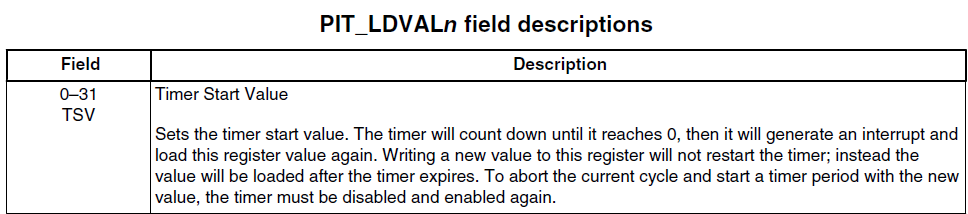 PIT_LDVALn field descriptions
Field Description
0–31 Timer Start Value
TSV
Sets the timer start value. The timer will count down until it reaches 0, then it will generate an interrupt and
load this register value again. Writing a new value to this register will not restart the timer; instead the
value will be loaded after the timer expires. To abort the current cycle and start a timer period with the new
value, the timer must be disabled and enabled again.